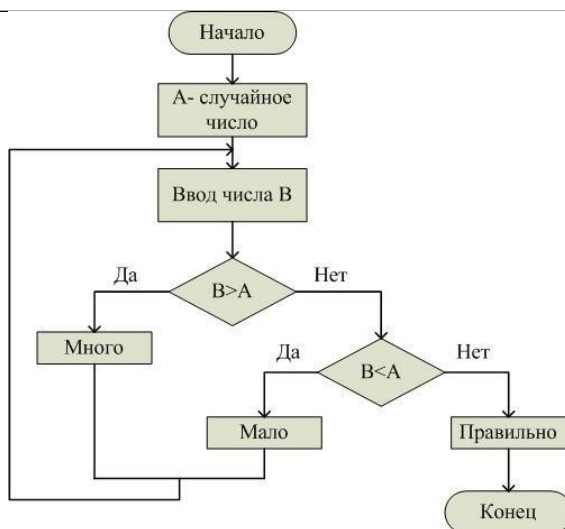 Начало
А- случайное
число
Ввод числа В
Да
Нет
В>А
Много
Да
Нет
В<А
Мало
Правильно
Конец